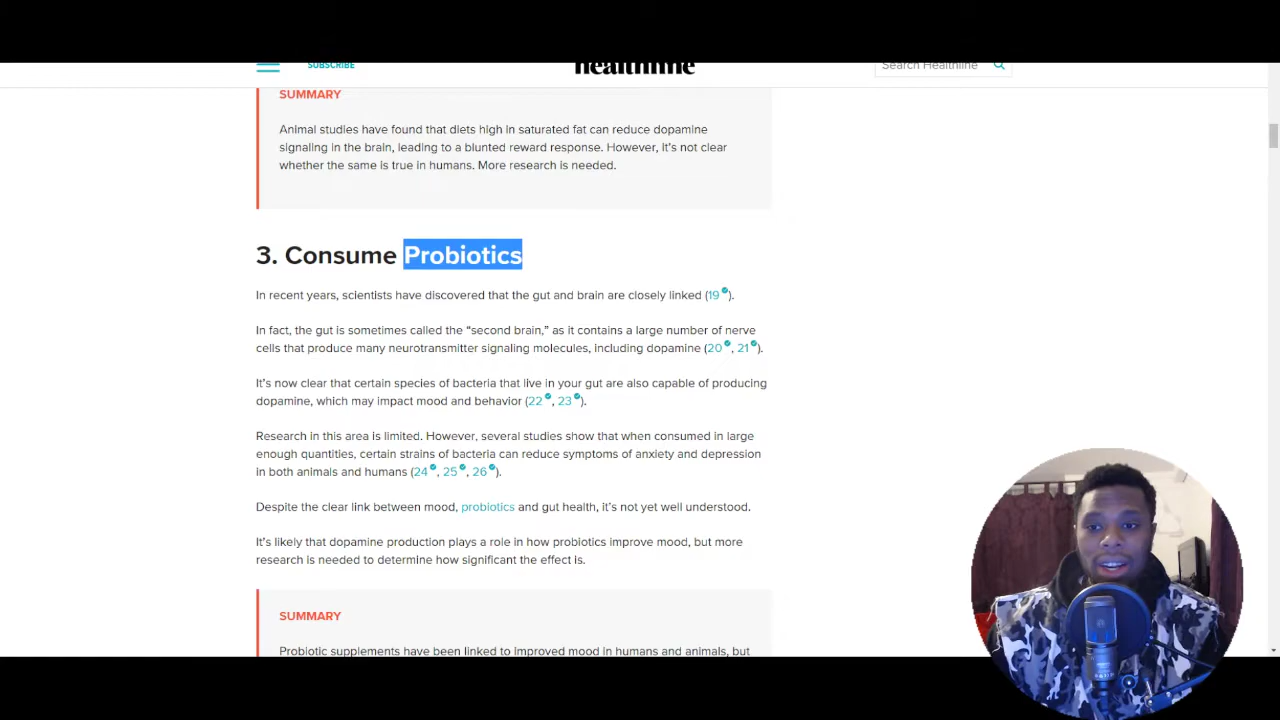 SUBSCRIBE
healthline
Search Healthline
SUMMARY
Animal studies have found that diets high in saturated fat can reduce dopamine
signaling in the brain, leading to a blunted reward response. However, it's not clear
whether the same is true in humans. More research is needed.
3. Consume Probiotics
In recent years, scientists have discovered that the gut and brain are closely linked (19).
In fact, the gut is sometimes called the “second brain,” as it contains a large number of nerve
cells that produce many neurotransmitter signaling molecules, including dopamine (20, 21).
It's now clear that certain species of bacteria that live in your gut are also capable of producing
dopamine, which may impact mood and behavior (22, 23).
Research in this area is limited. However, several studies show that when consumed in large
enough quantities, certain strains of bacteria can reduce symptoms of anxiety and depression
in both animals and humans (24, 25, 26).
Despite the clear link between mood, probiotics and gut health, it's not yet well understood.
It's likely that dopamine production plays a role in how probiotics improve mood, but more
research is needed to determine how significant the effect is.
SUMMARY
Probiotic supplements have been linked to improved mood in humans and animals, but